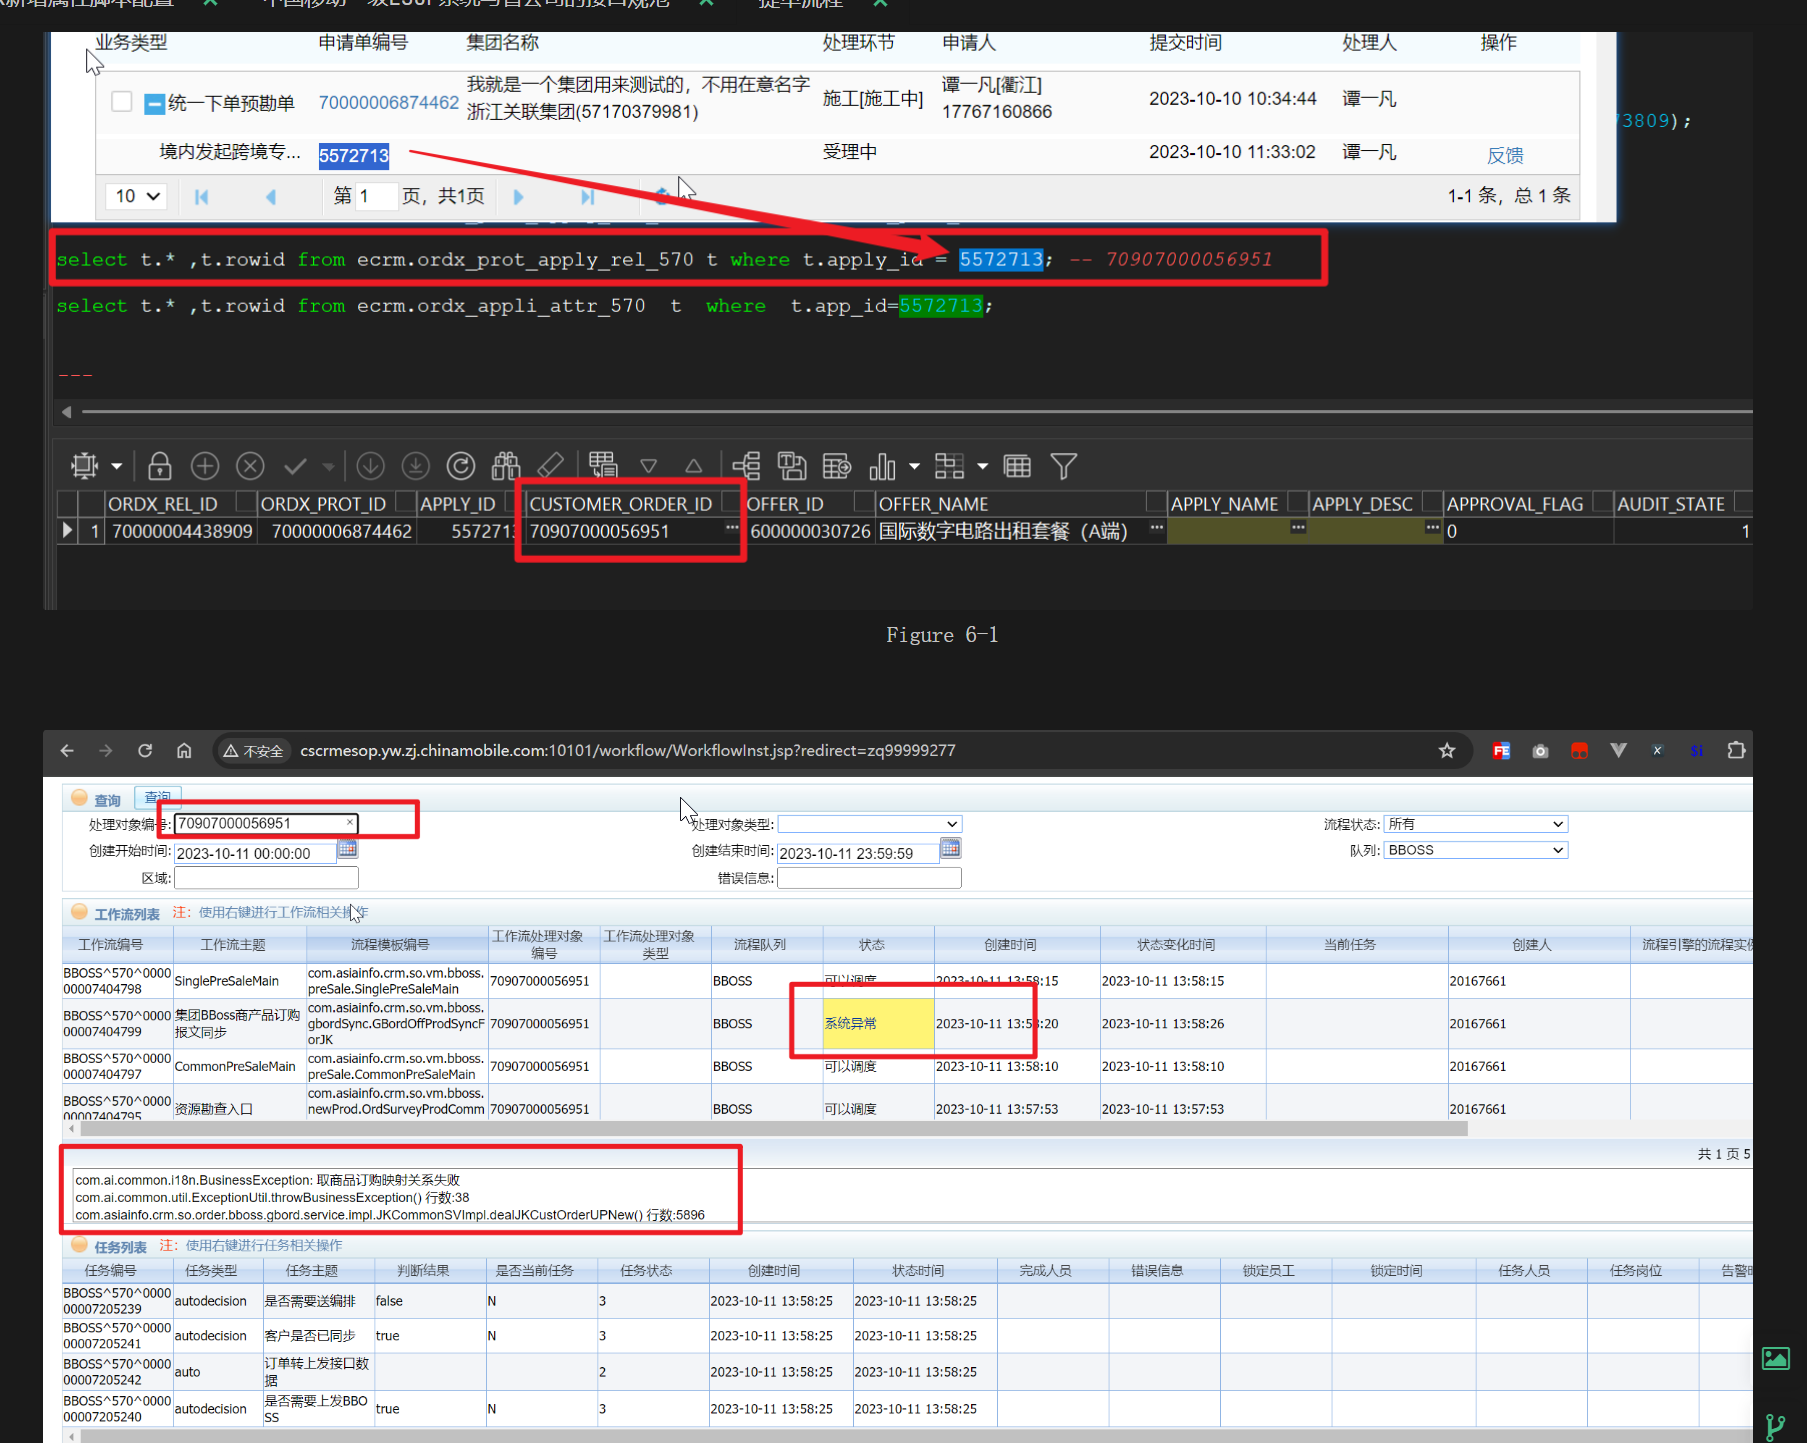 业务类型 申请单编号 集团名称 处理环节 申请人 提交时间 处理人 操作
统一下单预勘单 70000006874462 我就是一个集团用来测试的，不用在意名字 浙江关联集团(57170379981) 施工[施工中] 谭一凡[衢江] 17767160866 2023-10-10 10:34:44 谭一凡
3809);
境内发起跨境专... 5572713 受理中 2023-10-10 11:33:02 谭一凡 反馈
10 第 1 页，共1页 1-1 条，总 1 条
select t.* ,t.rowid from ecrm.ordx_prot_apply_rel_570 t where t.apply_id = 5572713; -- 70907000056951
select t.* ,t.rowid from ecrm.ordx_appli_attr_570 t where t.app_id=5572713;
---
ORDX_REL_ID ORDX_PROT_ID APPLY_ID CUSTOMER_ORDER_ID OFFER_ID OFFER_NAME APPLY_NAME APPLY_DESC APPROVAL_FLAG AUDIT_STATE
1 70000004438909 70000006874462 5572713 70907000056951 ··· 600000030726 国际数字电路出租套餐（A端） ··· ··· ··· 0 1
Figure 6-1
不安全 cscrmesop.yw.zj.chinamobile.com:10101/workflow/WorkflowInst.jsp?redirect=zq99999277
查询 查询
处理对象编号: 70907000056951 × 处理对象类型: 流程状态: 所有
创建开始时间: 2023-10-11 00:00:00 创建结束时间: 2023-10-11 23:59:59 队列: BBOSS
区域: 错误信息:
工作流列表 注: 使用右键进行工作流相关操作
工作流编号 工作流主题 流程模板编号 工作流处理对象编号 工作流处理对象类型 流程队列 状态 创建时间 状态变化时间 当前任务 创建人 流程引擎的流程实
BBOSS^570^000000007404798 SinglePreSaleMain com.asiainfo.crm.so.vm.bboss.preSale.SinglePreSaleMain 70907000056951 BBOSS 可以调度 2023-10-11 13:58:15 2023-10-11 13:58:15 20167661
BBOSS^570^000000007404799 集团BBoss商产品订购报文同步 com.asiainfo.crm.so.vm.bboss.gbordSync.GBordOffProdSyncForJK 70907000056951 BBOSS 系统异常 2023-10-11 13:58:20 2023-10-11 13:58:26 20167661
BBOSS^570^000000007404797 CommonPreSaleMain com.asiainfo.crm.so.vm.bboss.preSale.CommonPreSaleMain 70907000056951 BBOSS 可以调度 2023-10-11 13:58:10 2023-10-11 13:58:10 20167661
BBOSS^570^000000007404795 资源勘查入口 com.asiainfo.crm.so.vm.bboss.newProd.OrdSurveyProdComm 70907000056951 BBOSS 可以调度 2023-10-11 13:57:53 2023-10-11 13:57:53 20167661
共 1 页 5
com.ai.common.i18n.BusinessException: 取商品订购映射关系失败
com.ai.common.util.ExceptionUtil.throwBusinessException() 行数:38
com.asiainfo.crm.so.order.bboss.gbord.service.impl.JKCommonSVImpl.dealJKCustOrderUPNew() 行数:5896
任务列表 注: 使用右键进行任务相关操作
任务编号 任务类型 任务主题 判断结果 是否当前任务 任务状态 创建时间 状态时间 完成人员 错误信息 锁定员工 锁定时间 任务人员 任务岗位 告警
BBOSS^570^000000007205239 autodecision 是否需要送编排 false N 3 2023-10-11 13:58:25 2023-10-11 13:58:25
BBOSS^570^000000007205241 autodecision 客户是否已同步 true N 3 2023-10-11 13:58:25 2023-10-11 13:58:25
BBOSS^570^000000007205242 auto 订单转上发接口数据 2 2023-10-11 13:58:25 2023-10-11 13:58:25
BBOSS^570^000000007205240 autodecision 是否需要上发BBOSS true N 3 2023-10-11 13:58:25 2023-10-11 13:58:25